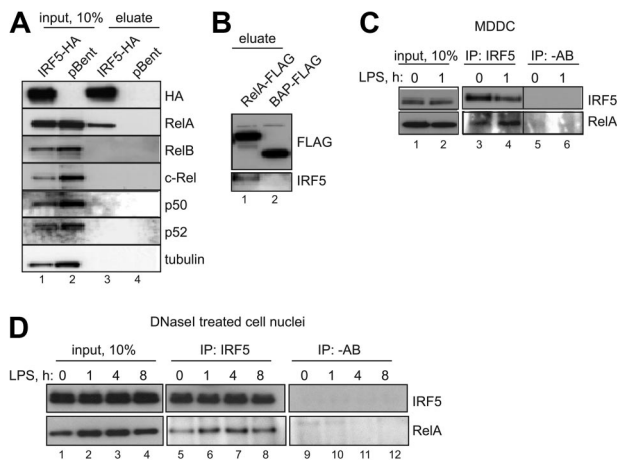 A
input, 10%
eluate
IRF5-HA
pBent
IRF5-HA
pBent
HA
RelA
RelB
c-Rel
p50
p52
tubulin
1 2 3 4
B
eluate
RelA-FLAG
BAP-FLAG
FLAG
IRF5
1 2
C
MDDC
input, 10% IP: IRF5 IP: -AB
LPS, h: 0 1 0 1 0 1
IRF5
RelA
1 2 3 4 5 6
D
DNaseI treated cell nuclei
input, 10% IP: IRF5 IP: -AB
LPS, h: 0 1 4 8 0 1 4 8 0 1 4 8
IRF5
RelA
1 2 3 4 5 6 7 8 9 10 11 12